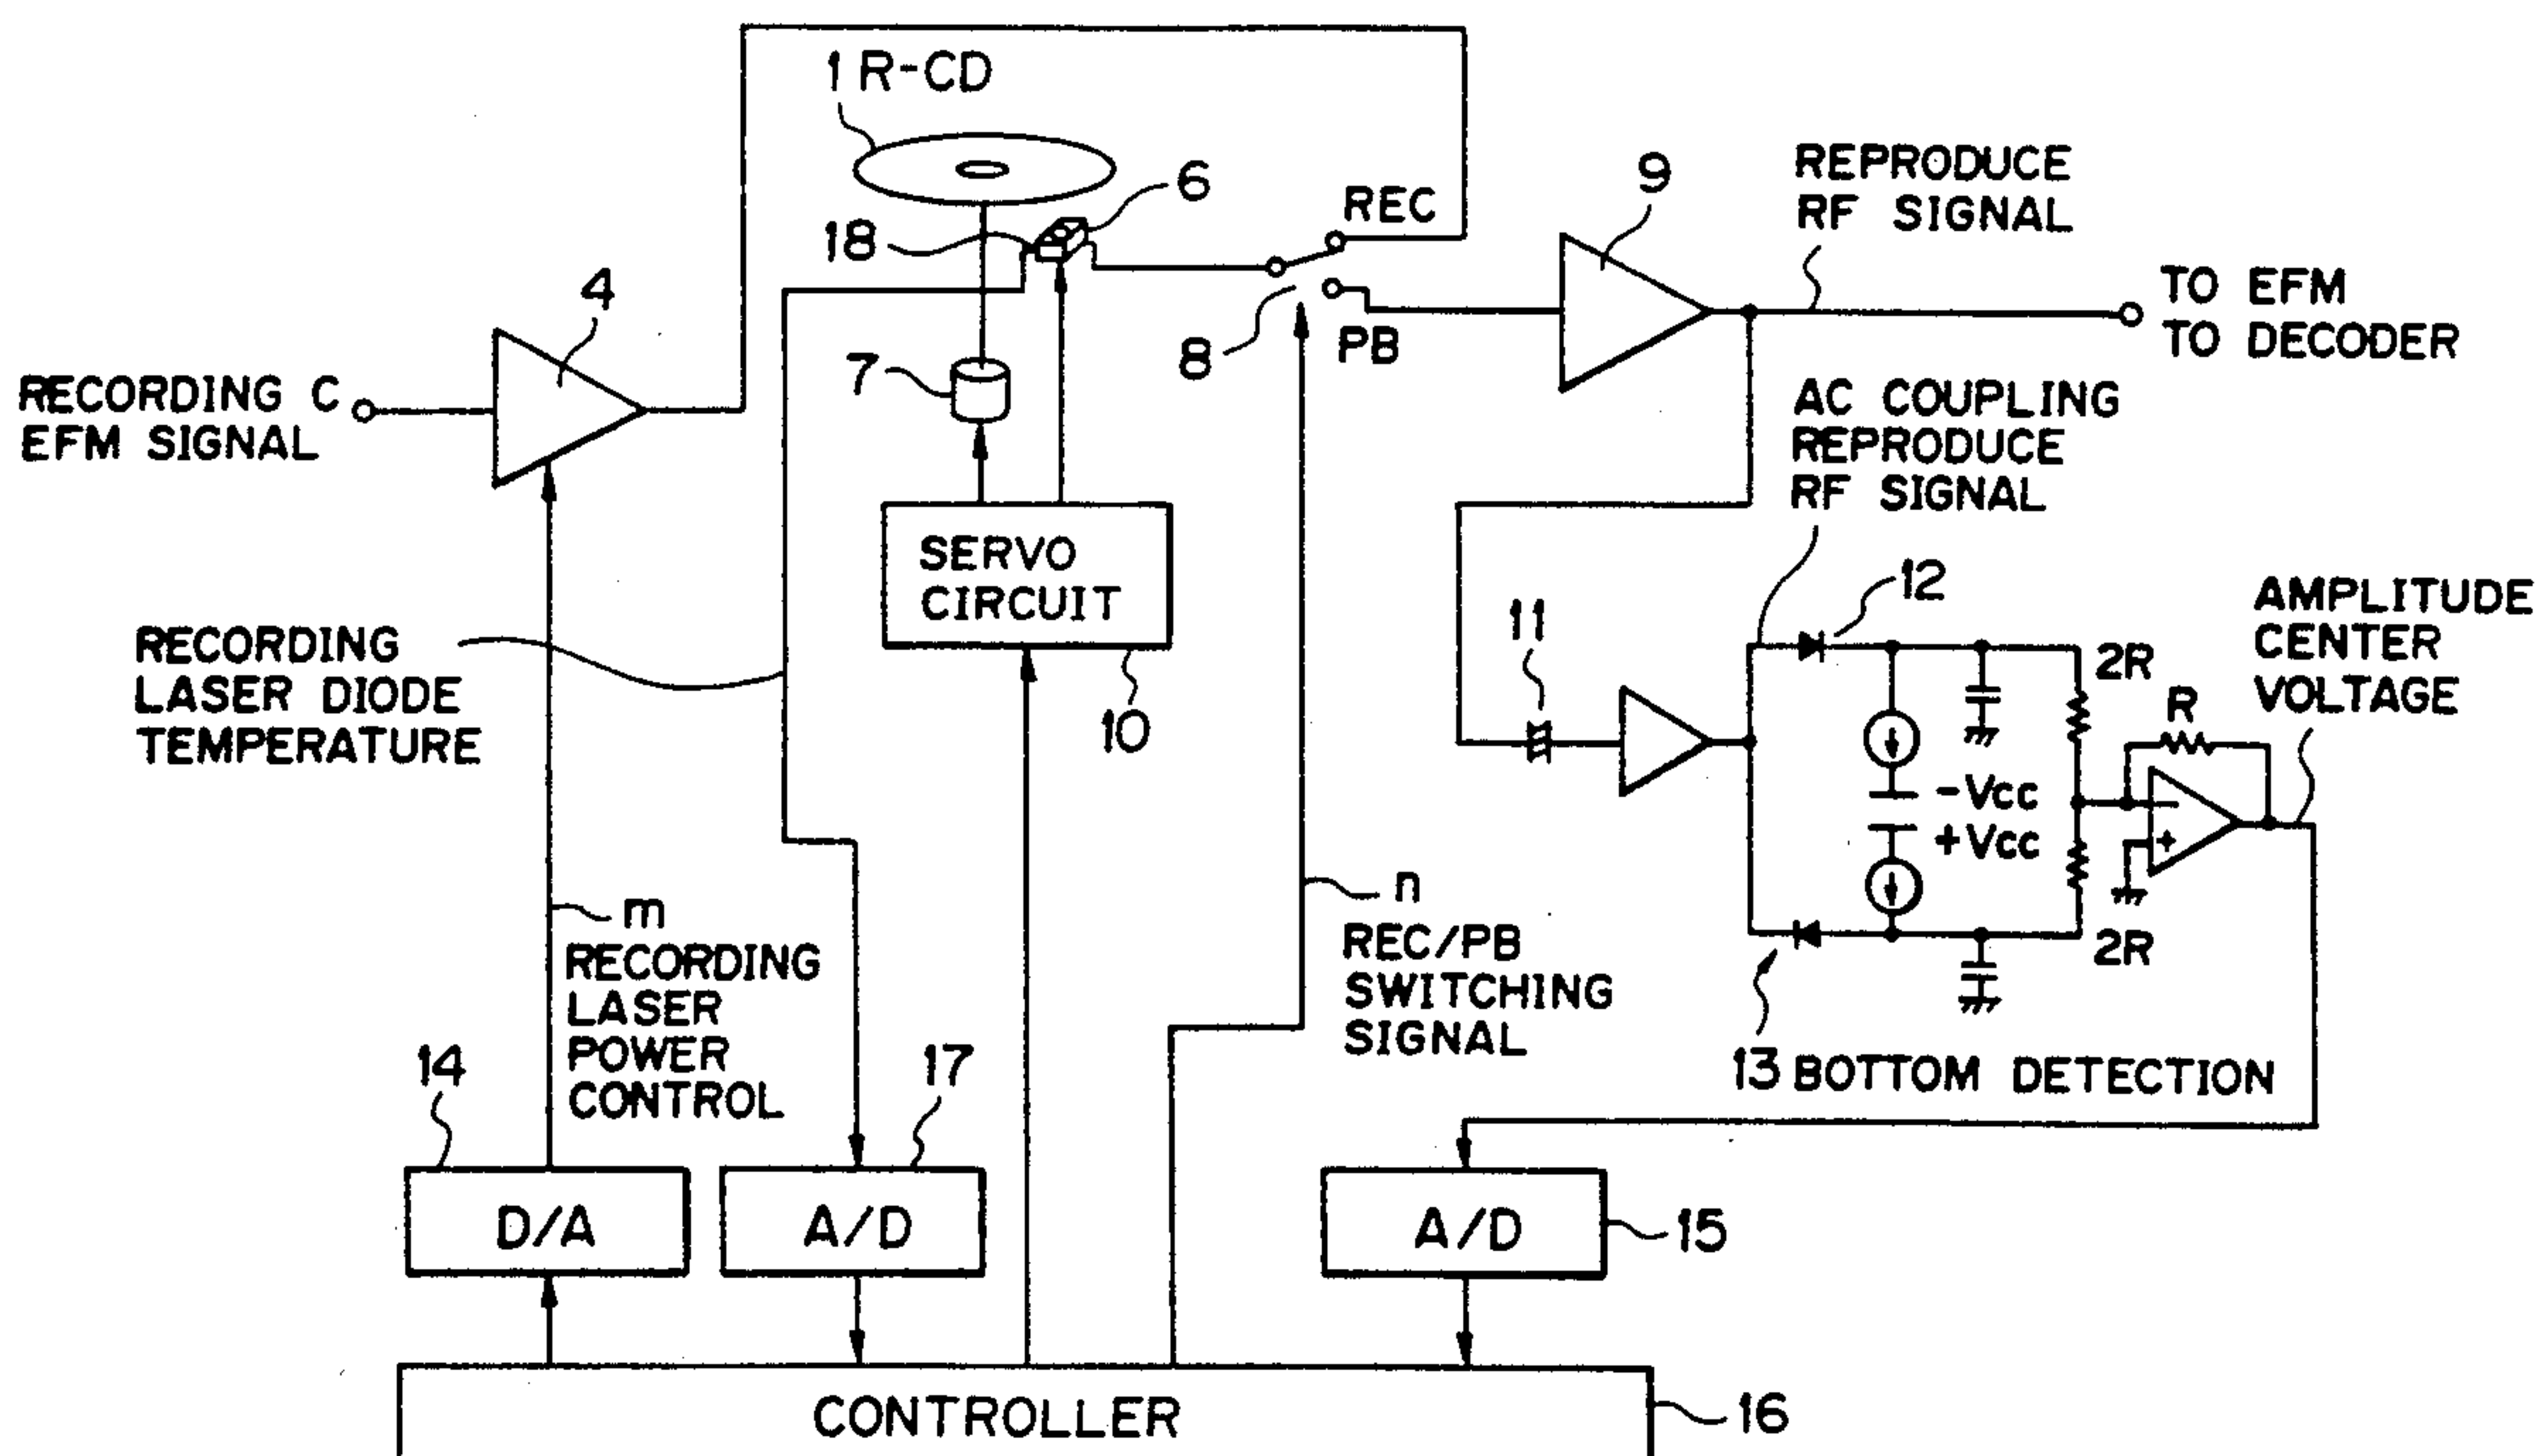 1 R-CD
6
18
REC
9
REPRODUCE
RF SIGNAL
4
8
PB
TO EFM
TO DECODER
7
RECORDING C
EFM SIGNAL
AC COUPLING
REPRODUCE
RF SIGNAL
SERVO
CIRCUIT
10
12
11
AMPLITUDE
CENTER
VOLTAGE
RECORDING
LASER DIODE
TEMPERATURE
2R
R
-Vcc
+Vcc
−
+
2R
m
RECORDING
LASER
POWER
CONTROL
n
REC/PB
SWITCHING
SIGNAL
13 BOTTOM DETECTION
14
17
D/A
A/D
A/D
15
CONTROLLER
16